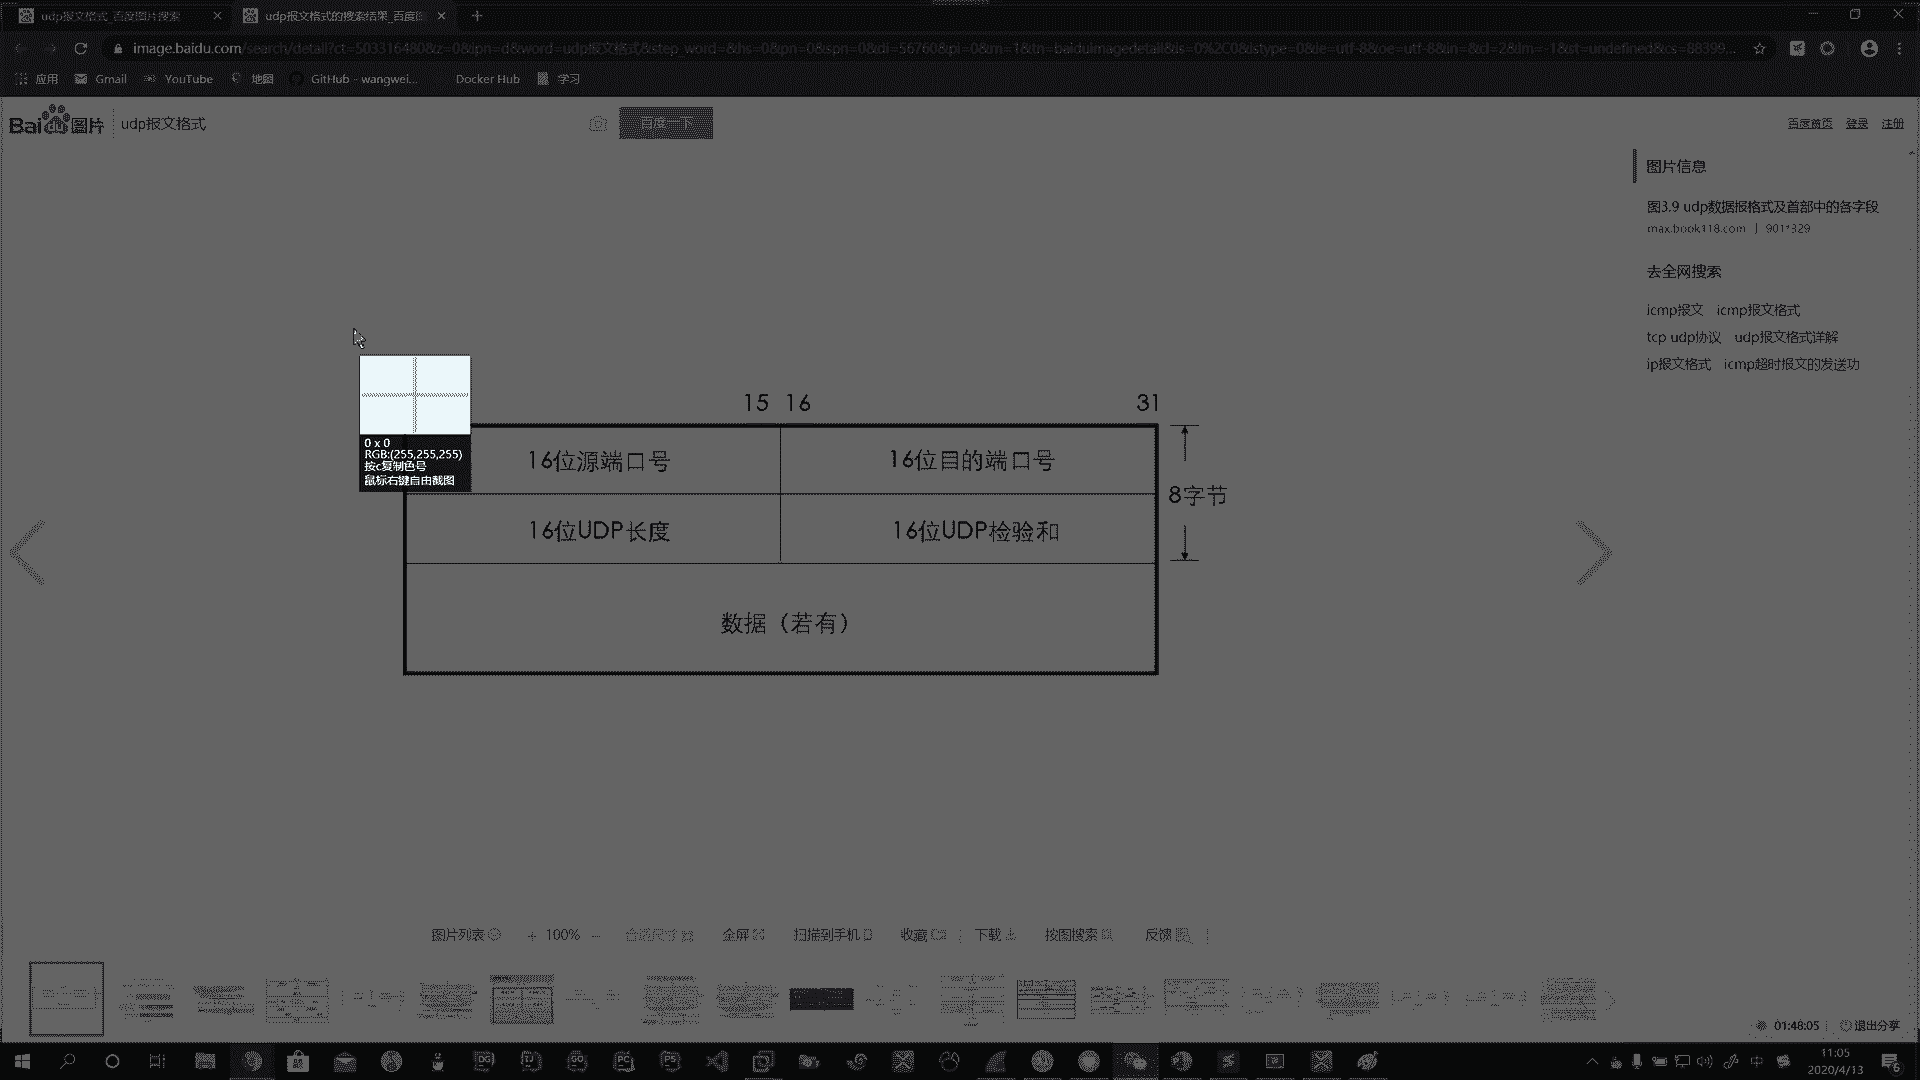 udp报文格式_百度图片搜索
udp报文格式的搜索结果_百度图
image.baidu.com/search/detail?ct=503316480&z=0&ipn=d&word=udp报文格式&step_word=&hs=0&pn=0&spn=0&di=56760&pi=0&rn=1&tn=baiduimagedetail&is=0%2C0&istype=0&ie=utf-8&oe=utf-8&in=&cl=2&lm=-1&st=undefined&cs=88399...
应用 Gmail YouTube 地图 GitHub - wangwei... Docker Hub 学习
Bai du 图片 udp报文格式 百度一下
百度首页 登录 注册
图片信息
图3.9 udp数据报格式及首部中的各字段
max.book118.com | 901*329
去全网搜索
icmp报文 icmp报文格式
tcp udp协议 udp报文格式详解
ip报文格式 icmp超时报文的发送功
15 16 31
0 x 0
RGB:(255,255,255)
按c复制色号
鼠标右键自由截图
16位源端口号 16位目的端口号
8字节
16位UDP长度 16位UDP检验和
数据（若有）
图片列表 + 100% − 合适尺寸 全屏 扫描到手机 收藏 下载 按图搜索 反馈
01:48:05 退出分享
DG TJ GO PC PS
中
11:05
2020/4/13
6